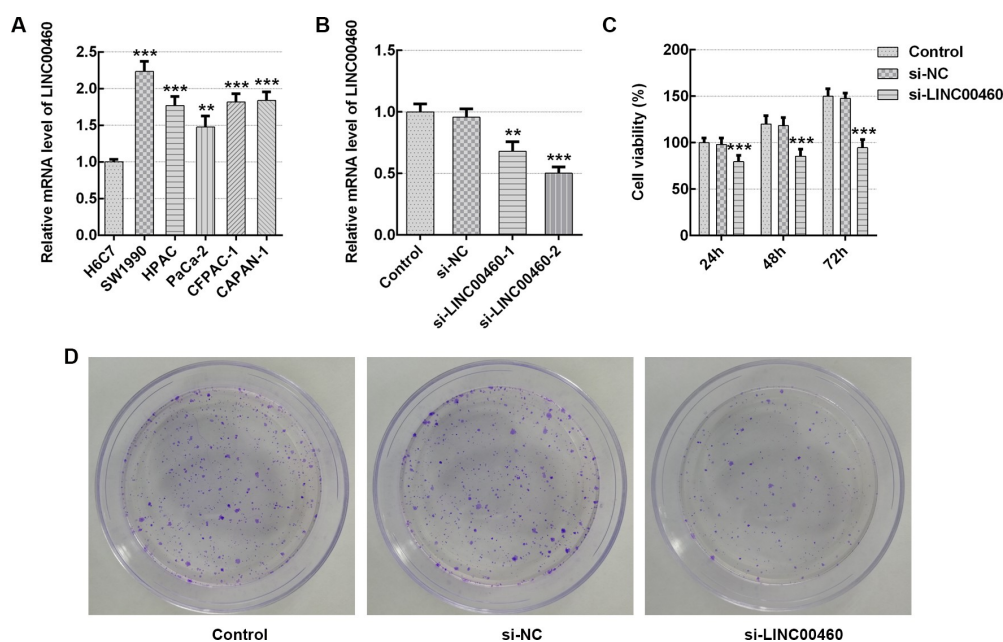 A
Relative mRNA level of LINC00460
2.5
2.0
1.5
1.0
0.5
0.0
***
***
**
***
***
H6C7
SW1990
HPAC
PaCa-2
CFPAC-1
CAPAN-1
B
Relative mRNA level of LINC00460
1.5
1.0
0.5
0.0
**
***
Control
si-NC
si-LINC00460-1
si-LINC00460-2
C
Cell viability (%)
200
150
100
50
0
***
***
***
24h
48h
72h
Control
si-NC
si-LINC00460
D
Control
si-NC
si-LINC00460